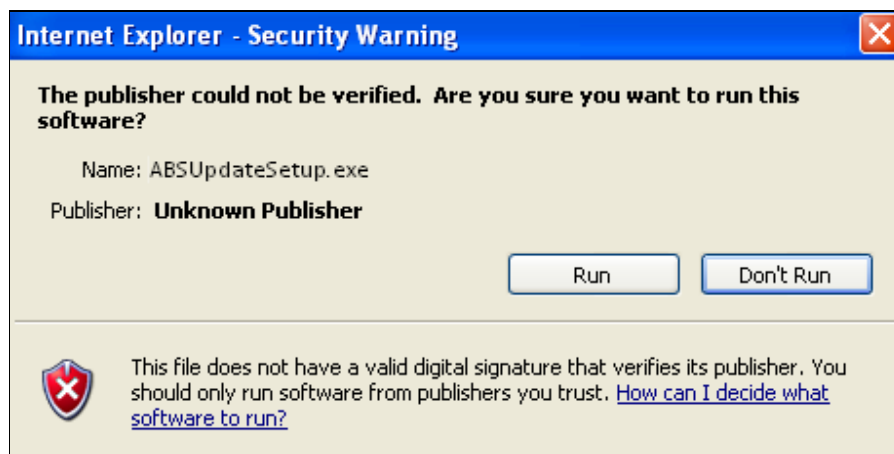 Internet Explorer - Security Warning
The publisher could not be verified.  Are you sure you want to run this
software?
Name: ABSUpdateSetup.exe
Publisher: Unknown Publisher
Run
Don't Run
This file does not have a valid digital signature that verifies its publisher. You
should only run software from publishers you trust. How can I decide what
software to run?